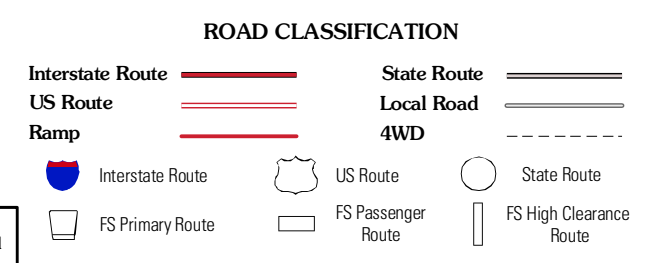 ROAD CLASSIFICATION
Interstate Route
State Route
US Route
Local Road
Ramp
4WD
Interstate Route
US Route
State Route
FS Primary Route
FS Passenger
Route
FS High Clearance
Route